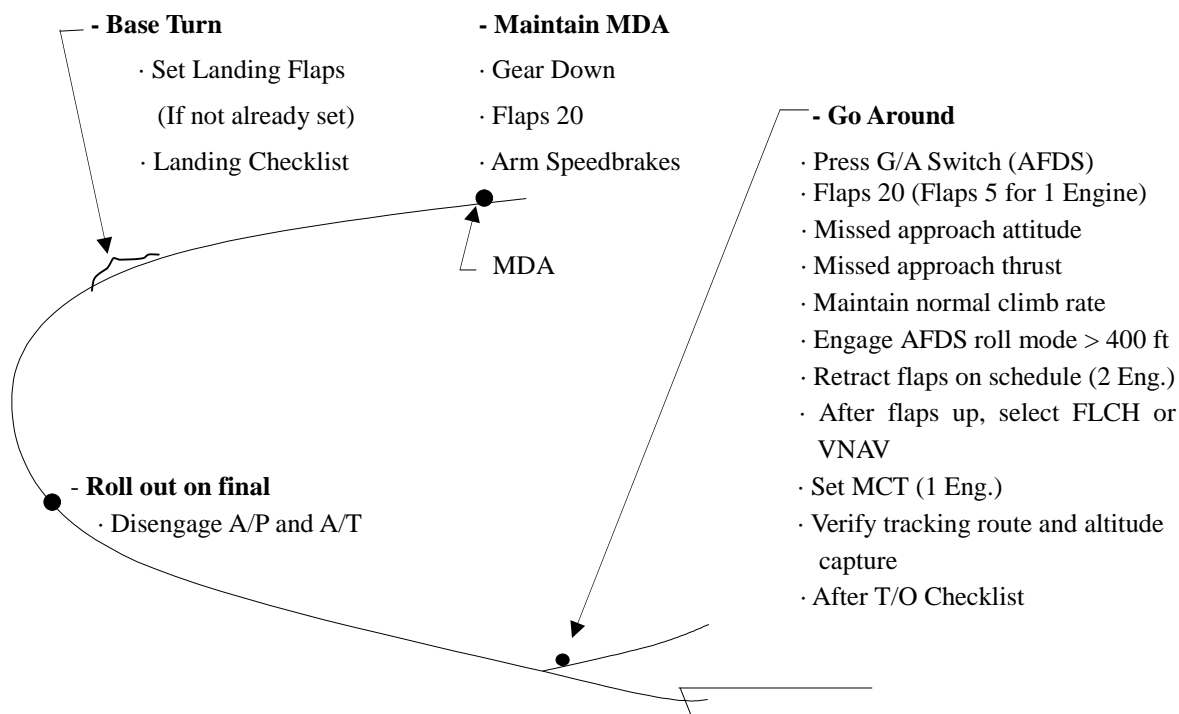 - Base Turn
· Set Landing Flaps
(If not already set)
· Landing Checklist
- Maintain MDA
· Gear Down
· Flaps 20
· Arm Speedbrakes
MDA
- Go Around
· Press G/A Switch (AFDS)
· Flaps 20 (Flaps 5 for 1 Engine)
· Missed approach attitude
· Missed approach thrust
· Maintain normal climb rate
· Engage AFDS roll mode > 400 ft
· Retract flaps on schedule (2 Eng.)
· After flaps up, select FLCH or
VNAV
· Set MCT (1 Eng.)
· Verify tracking route and altitude
capture
· After T/O Checklist
- Roll out on final
· Disengage A/P and A/T